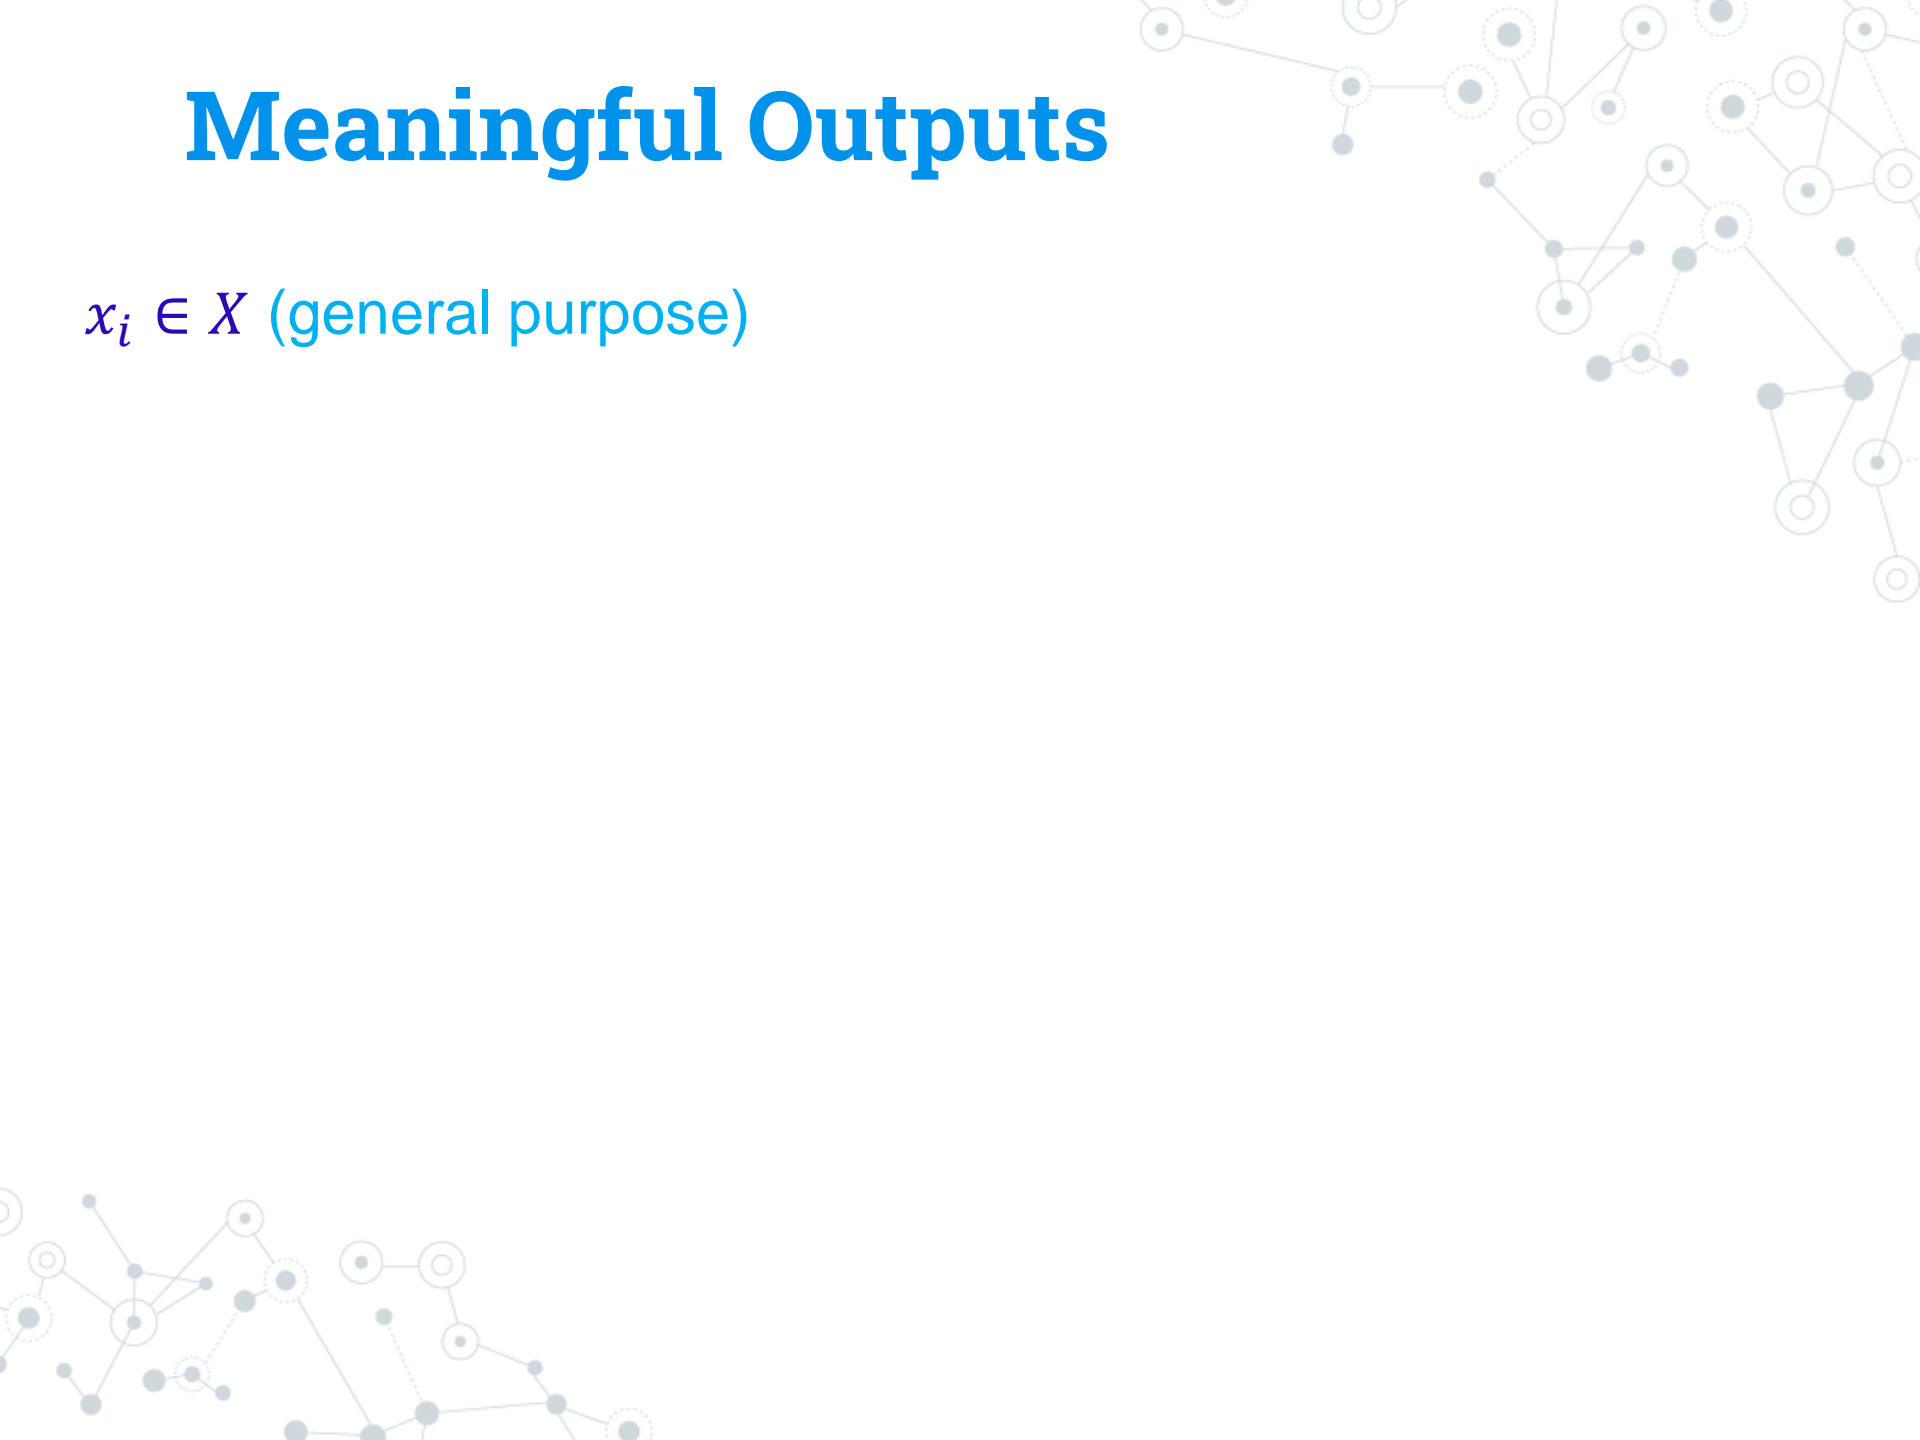 Meaningful Outputs
𝑥ᵢ ∈ 𝑋 (general purpose)